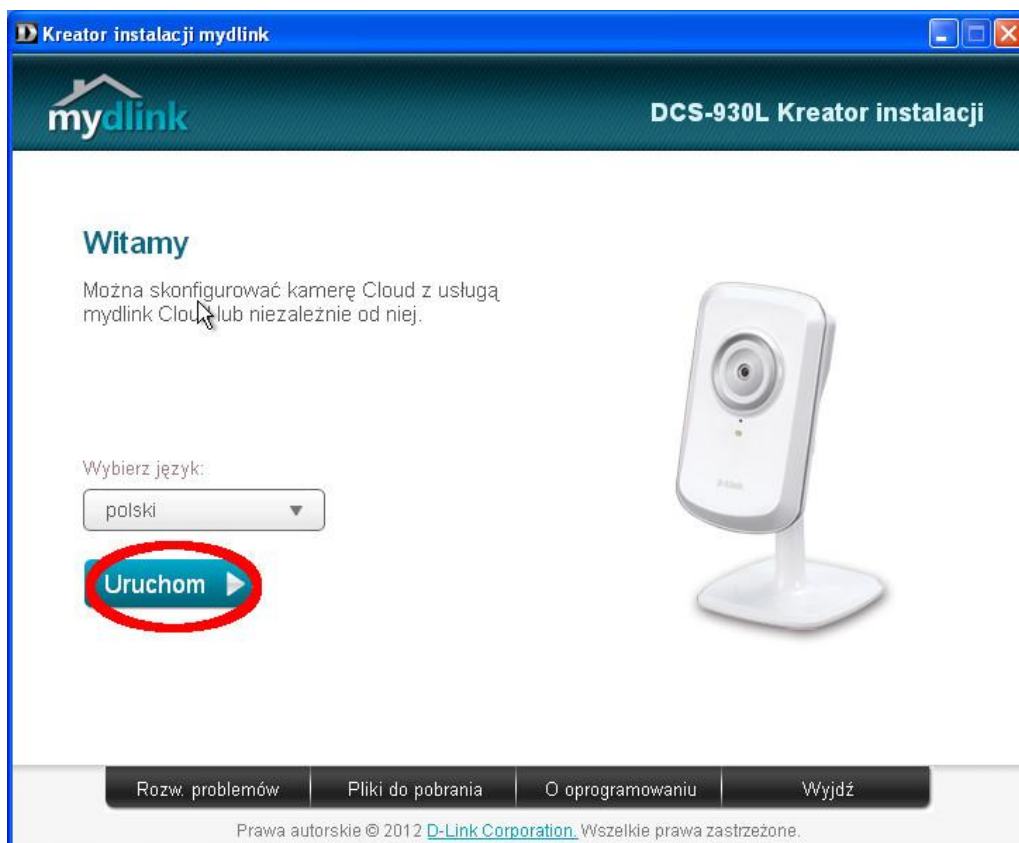 Kreator instalacji mydlink
mydlink
DCS-930L Kreator instalacji
Witamy
Można skonfigurować kamerę Cloud z usługą
mydlink Cloud lub niezależnie od niej.
Wybierz język:
polski
Uruchom
D-Link
Rozw. problemów
Pliki do pobrania
O oprogramowaniu
Wyjdź
Prawa autorskie © 2012 D-Link Corporation. Wszelkie prawa zastrzeżone.